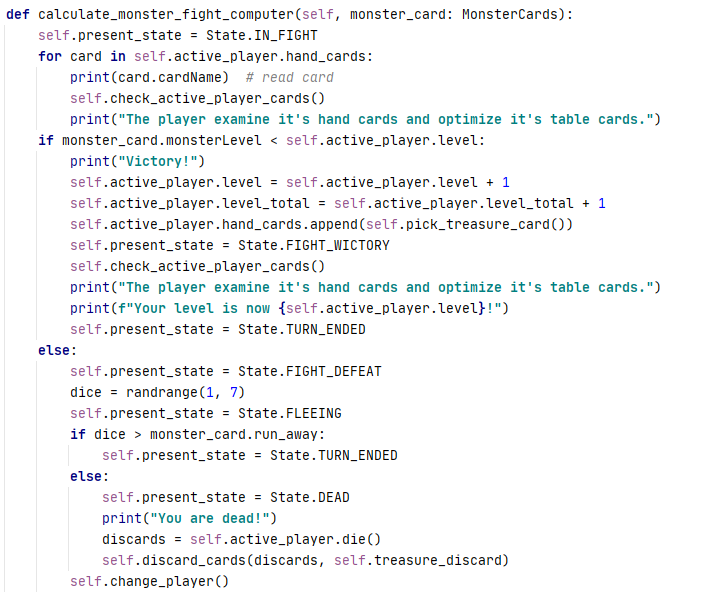 def calculate_monster_fight_computer(self, monster_card: MonsterCards):
    self.present_state = State.IN_FIGHT
    for card in self.active_player.hand_cards:
        print(card.cardName)  # read card
        self.check_active_player_cards()
        print("The player examine it's hand cards and optimize it's table cards.")
    if monster_card.monsterLevel < self.active_player.level:
        print("Victory!")
        self.active_player.level = self.active_player.level + 1
        self.active_player.level_total = self.active_player.level_total + 1
        self.active_player.hand_cards.append(self.pick_treasure_card())
        self.present_state = State.FIGHT_WICTORY
        self.check_active_player_cards()
        print("The player examine it's hand cards and optimize it's table cards.")
        print(f"Your level is now {self.active_player.level}!")
        self.present_state = State.TURN_ENDED
    else:
        self.present_state = State.FIGHT_DEFEAT
        dice = randrange(1, 7)
        self.present_state = State.FLEEING
        if dice > monster_card.run_away:
            self.present_state = State.TURN_ENDED
        else:
            self.present_state = State.DEAD
            print("You are dead!")
            discards = self.active_player.die()
            self.discard_cards(discards, self.treasure_discard)
        self.change_player()